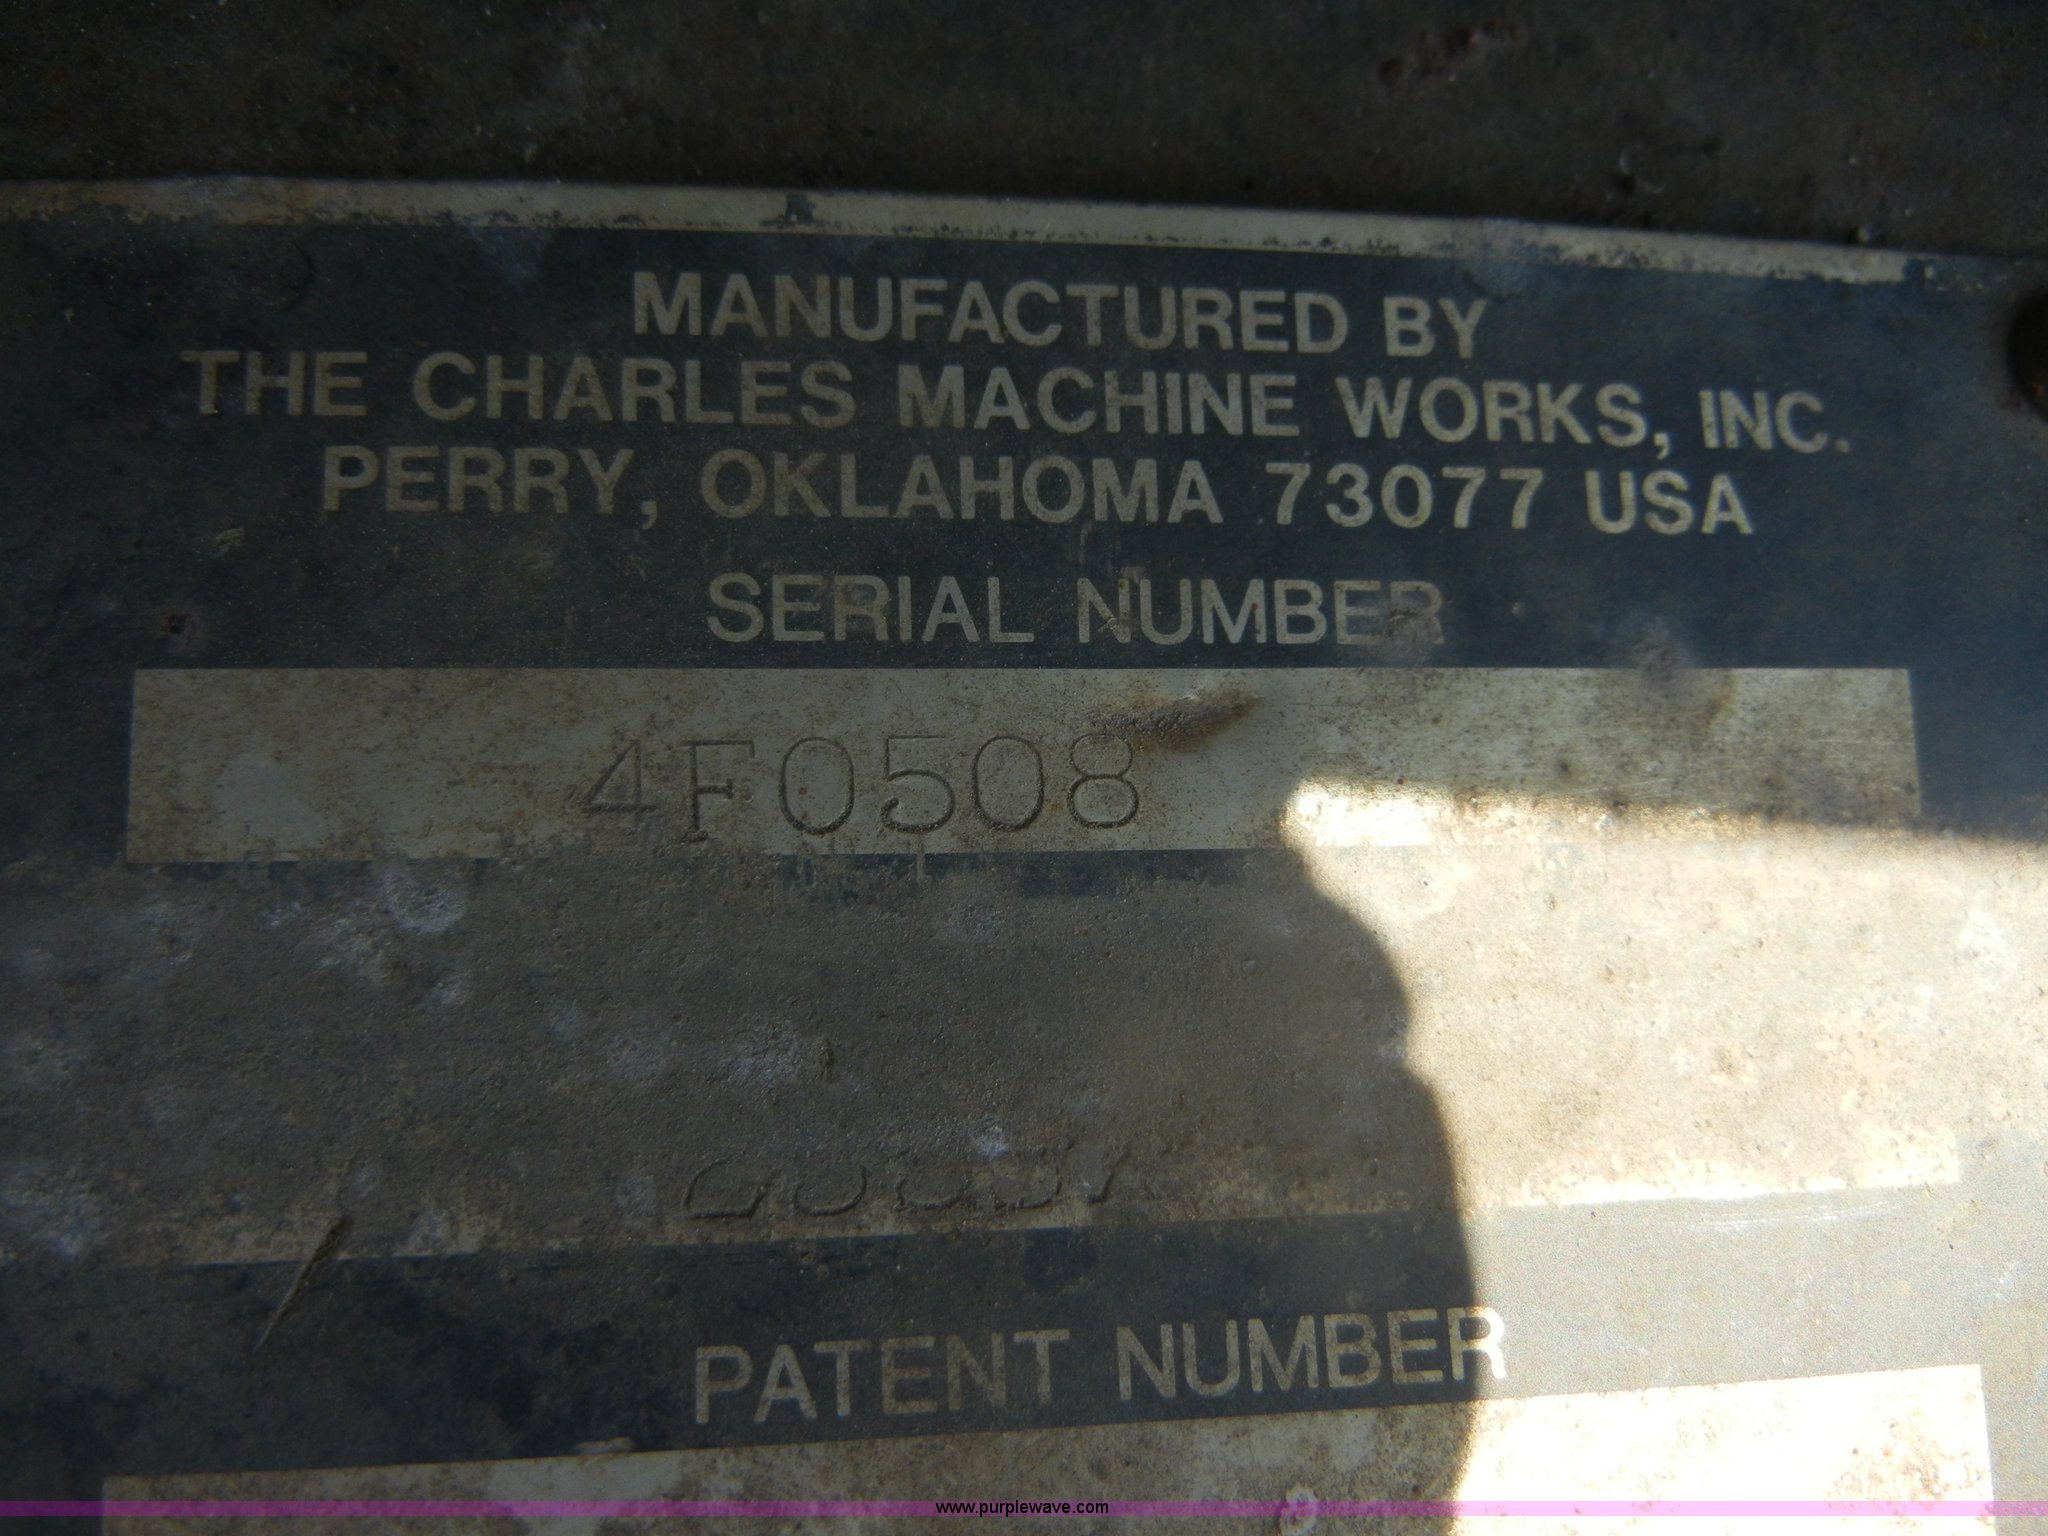 MANUFACTURED BY
THE CHARLES MACHINE WORKS, INC.
PERRY, OKLAHOMA 73077 USA
SERIAL NUMBER
4F0508
PATENT NUMBER
www.purplewave.com